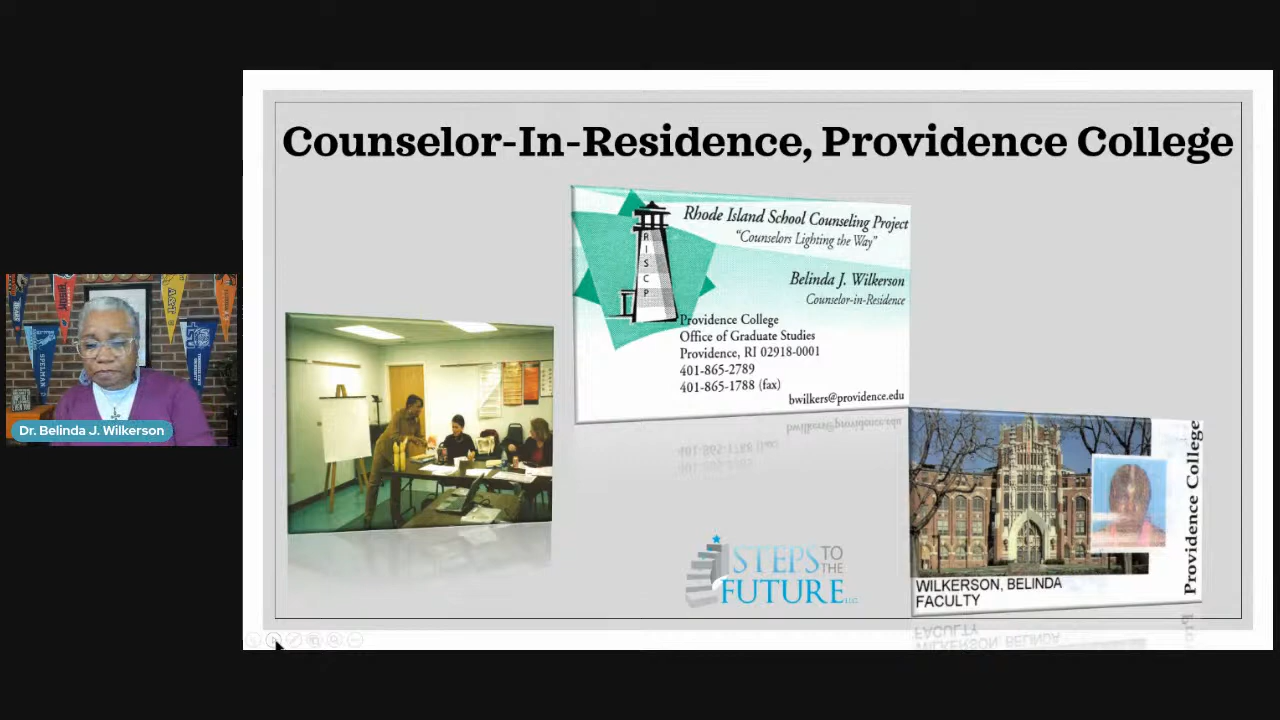 Counselor-In-Residence, Providence College
Rhode Island School Counseling Project
"Counselors Lighting the Way"
R
I
S
C
P
Belinda J. Wilkerson
Counselor-in-Residence
Providence College
Office of Graduate Studies
Providence, RI 02918-0001
401-865-2789
401-865-1788 (fax)
bwilkers@providence.edu
SPELMAN
Dr. Belinda J. Wilkerson
STEPS TO
THE
FUTURE LLC
Providence College
WILKERSON, BELINDA
FACULTY